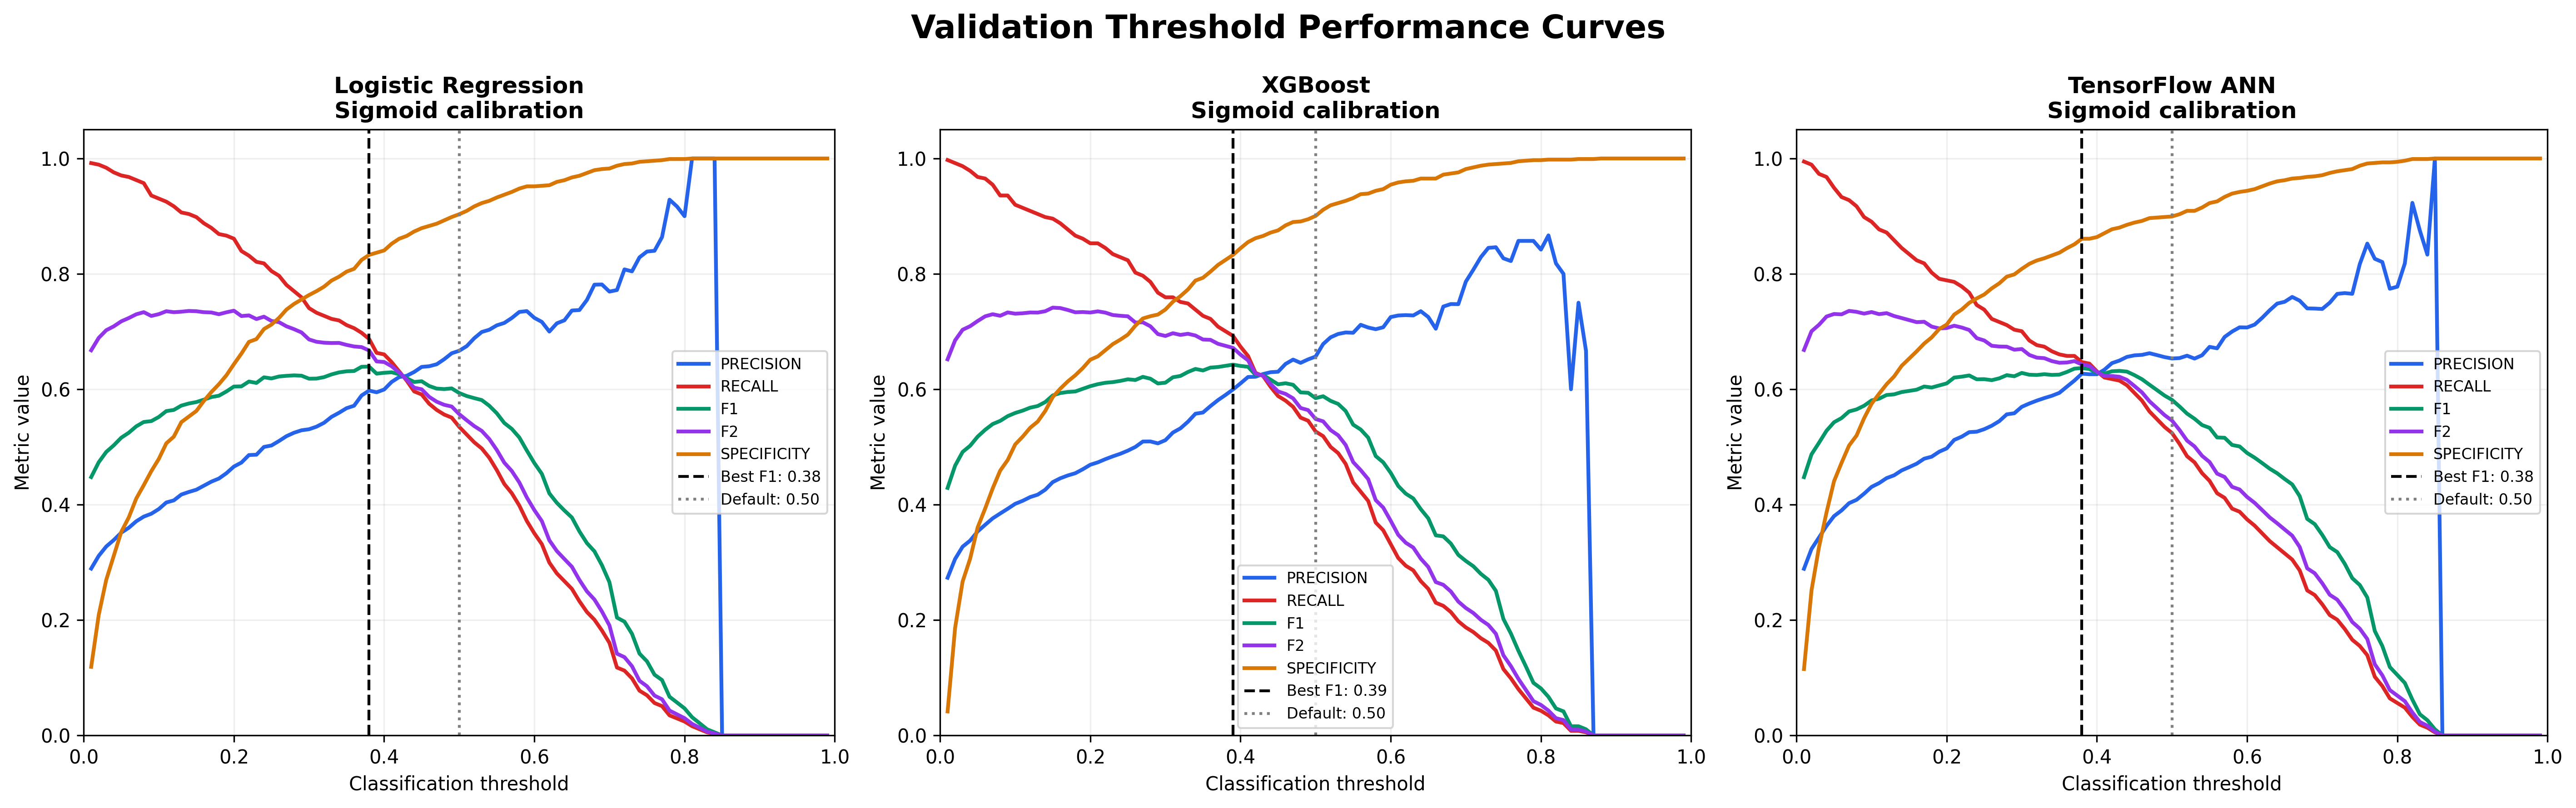 Validation Threshold Performance Curves
Logistic Regression
Sigmoid calibration
1.0
0.8
0.6
0.4
0.2
0.0
Metric value
0.0 0.2 0.4 0.6 0.8 1.0
Classification threshold
PRECISION
RECALL
F1
F2
SPECIFICITY
Best F1: 0.38
Default: 0.50
XGBoost
Sigmoid calibration
1.0
0.8
0.6
0.4
0.2
0.0
Metric value
0.0 0.2 0.4 0.6 0.8 1.0
Classification threshold
PRECISION
RECALL
F1
F2
SPECIFICITY
Best F1: 0.39
Default: 0.50
TensorFlow ANN
Sigmoid calibration
1.0
0.8
0.6
0.4
0.2
0.0
Metric value
0.0 0.2 0.4 0.6 0.8 1.0
Classification threshold
PRECISION
RECALL
F1
F2
SPECIFICITY
Best F1: 0.38
Default: 0.50